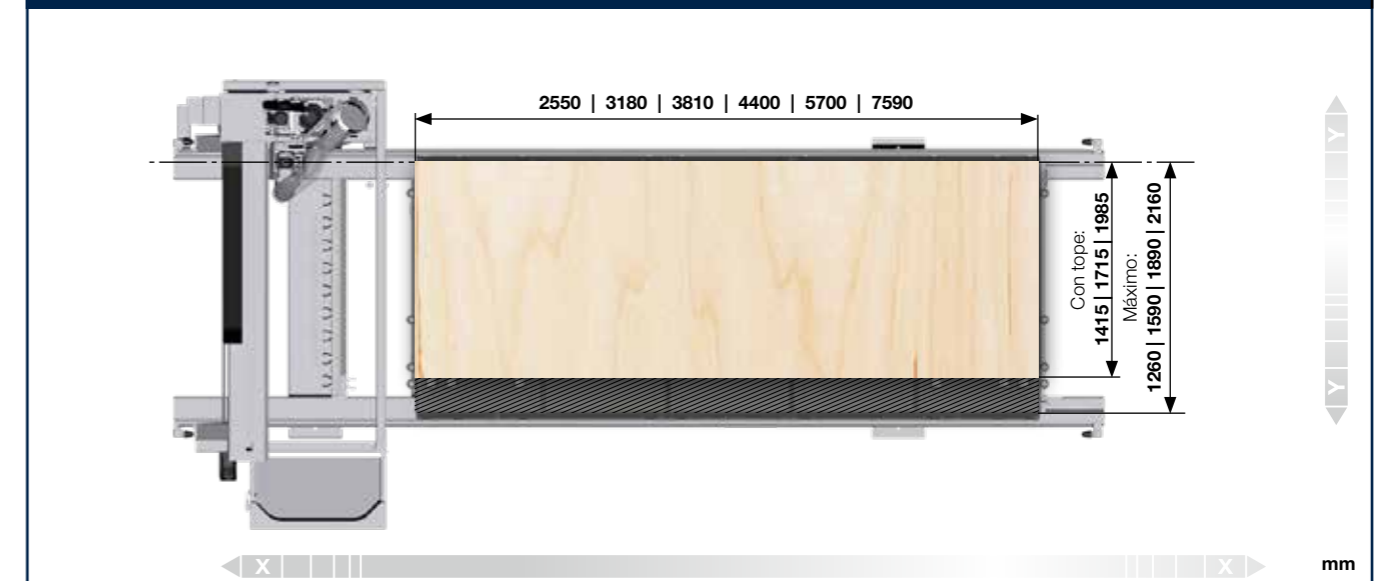 2550 | 3180 | 3810 | 4400 | 5700 | 7590
Y
Con tope:
1415 | 1715 | 1985
Máximo:
1260 | 1590 | 1890 | 2160
Y
X
X
mm